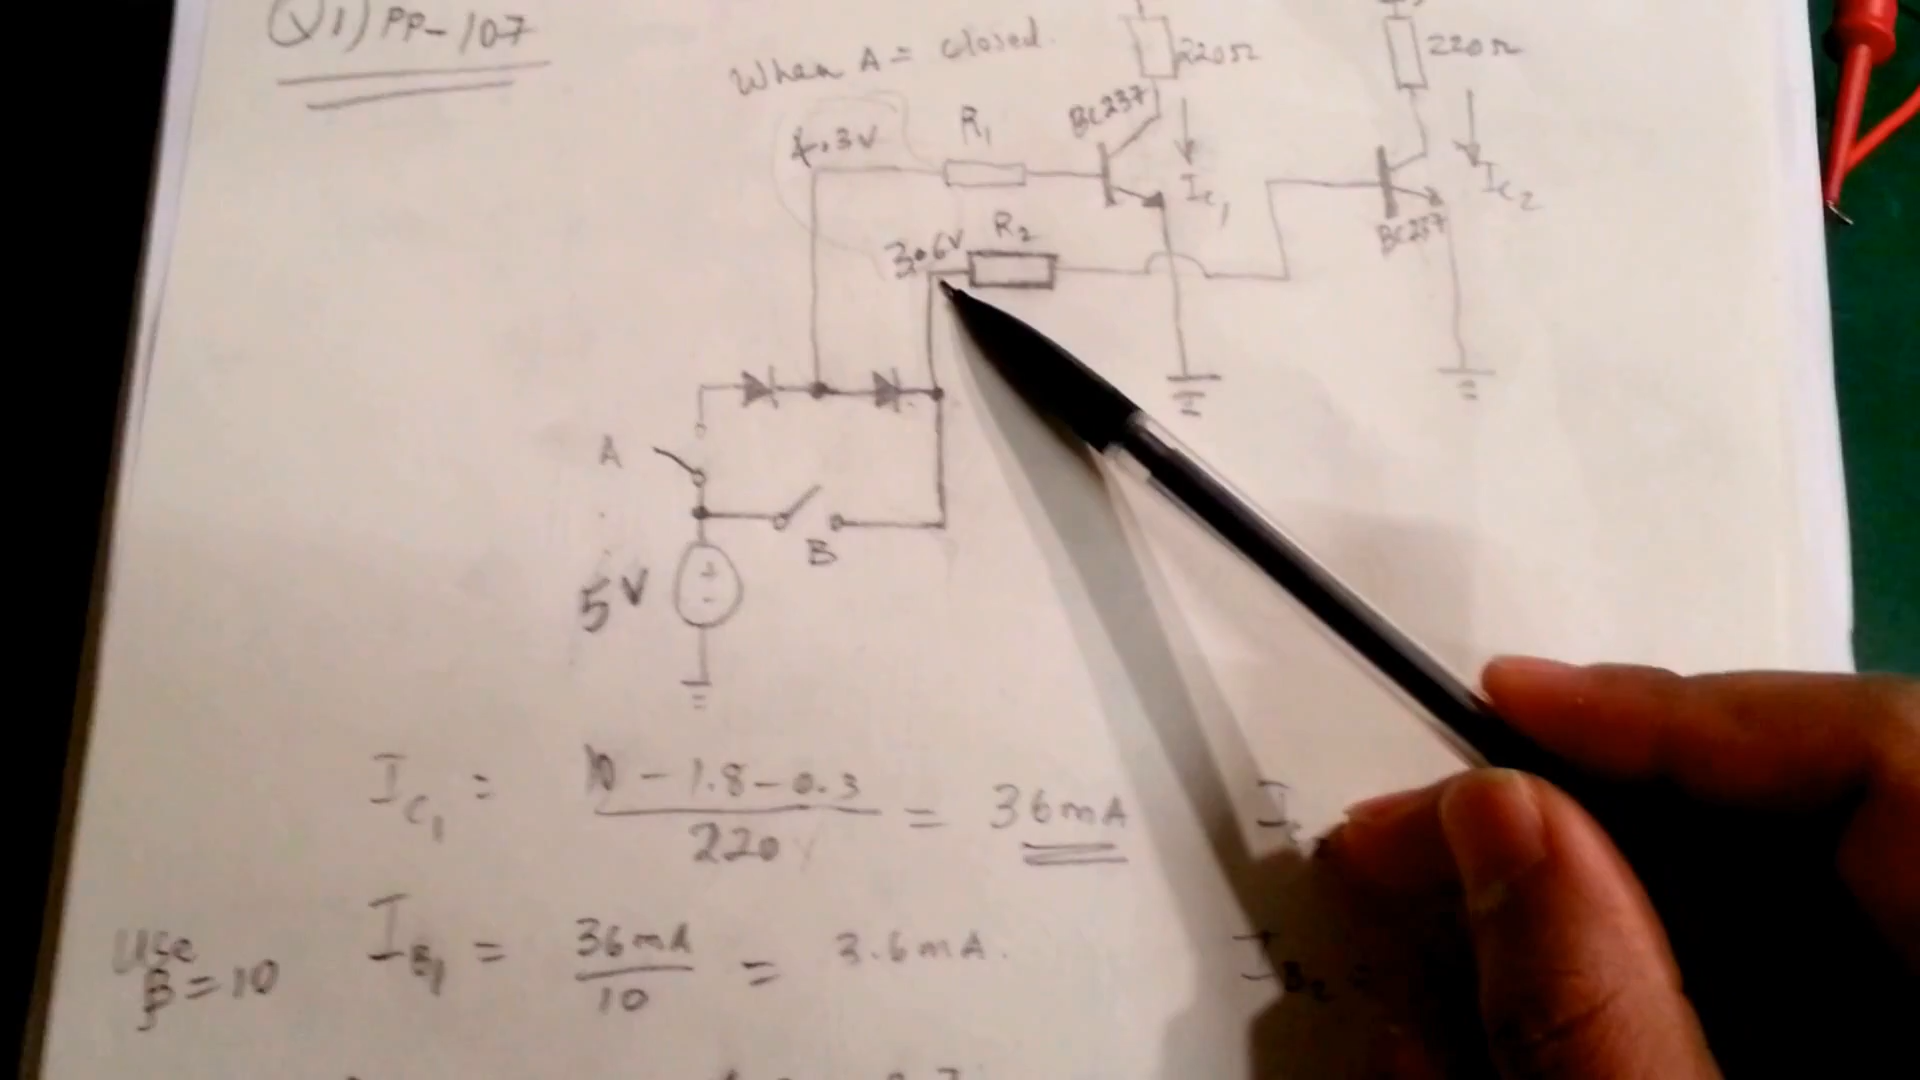 Q1) PP-107
When A = closed.
220Ω
220Ω
BC237
4.3V
R1
IC1
IC2
3.6V
R2
BC237
A
B
5V
+
-
IC1 = 10 - 1.8 - 0.3 / 220 = 36mA
Use β = 10
IB1 = 36mA / 10 = 3.6mA.
IB2 =